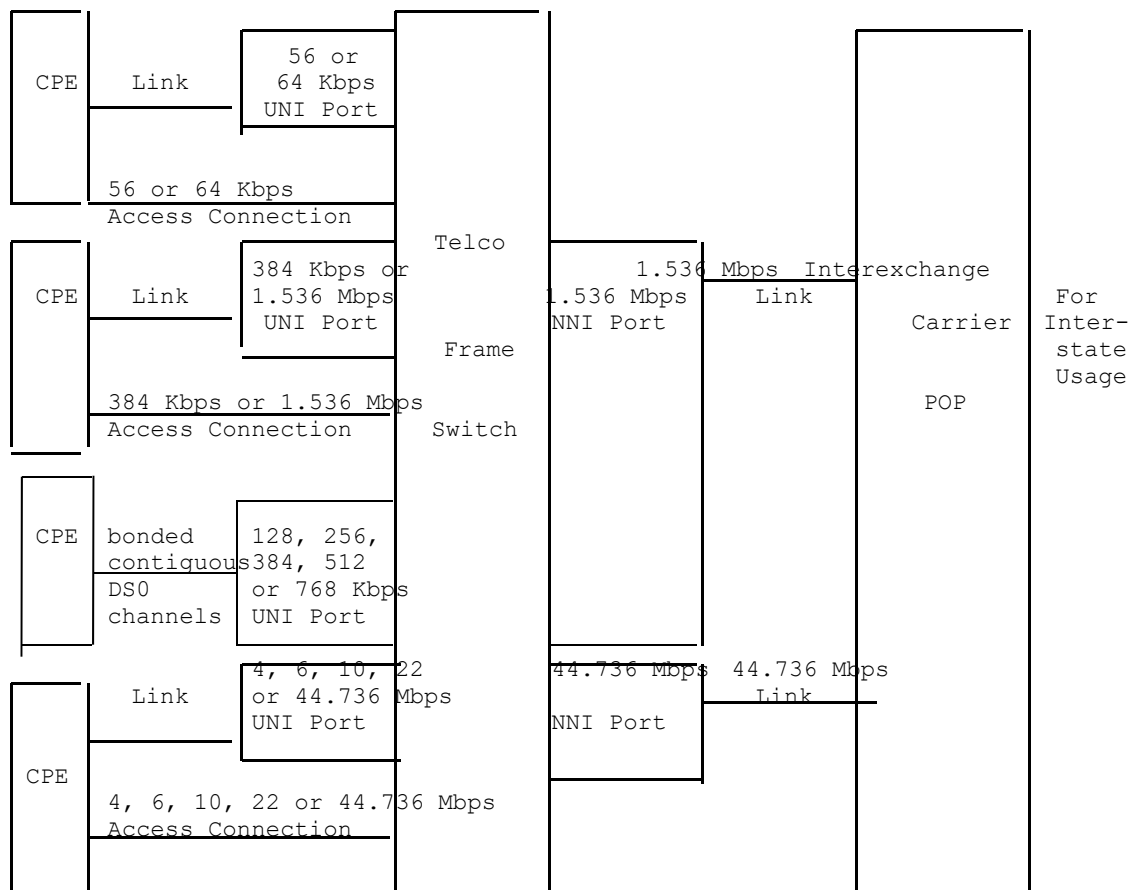 56 or
CPE Link 64 Kbps
UNI Port
56 or 64 Kbps
Access Connection
Telco
384 Kbps or 1.536 Mbps Interexchange
CPE Link 1.536 Mbps 1.536 Mbps Link For
UNI Port NNI Port Carrier Inter-
Frame state
Usage
384 Kbps or 1.536 Mbps POP
Access Connection Switch
CPE bonded 128, 256,
contiguous 384, 512
DS0 or 768 Kbps
channels UNI Port
4, 6, 10, 22 44.736 Mbps 44.736 Mbps
Link or 44.736 Mbps Link
UNI Port NNI Port
CPE
4, 6, 10, 22 or 44.736 Mbps
Access Connection